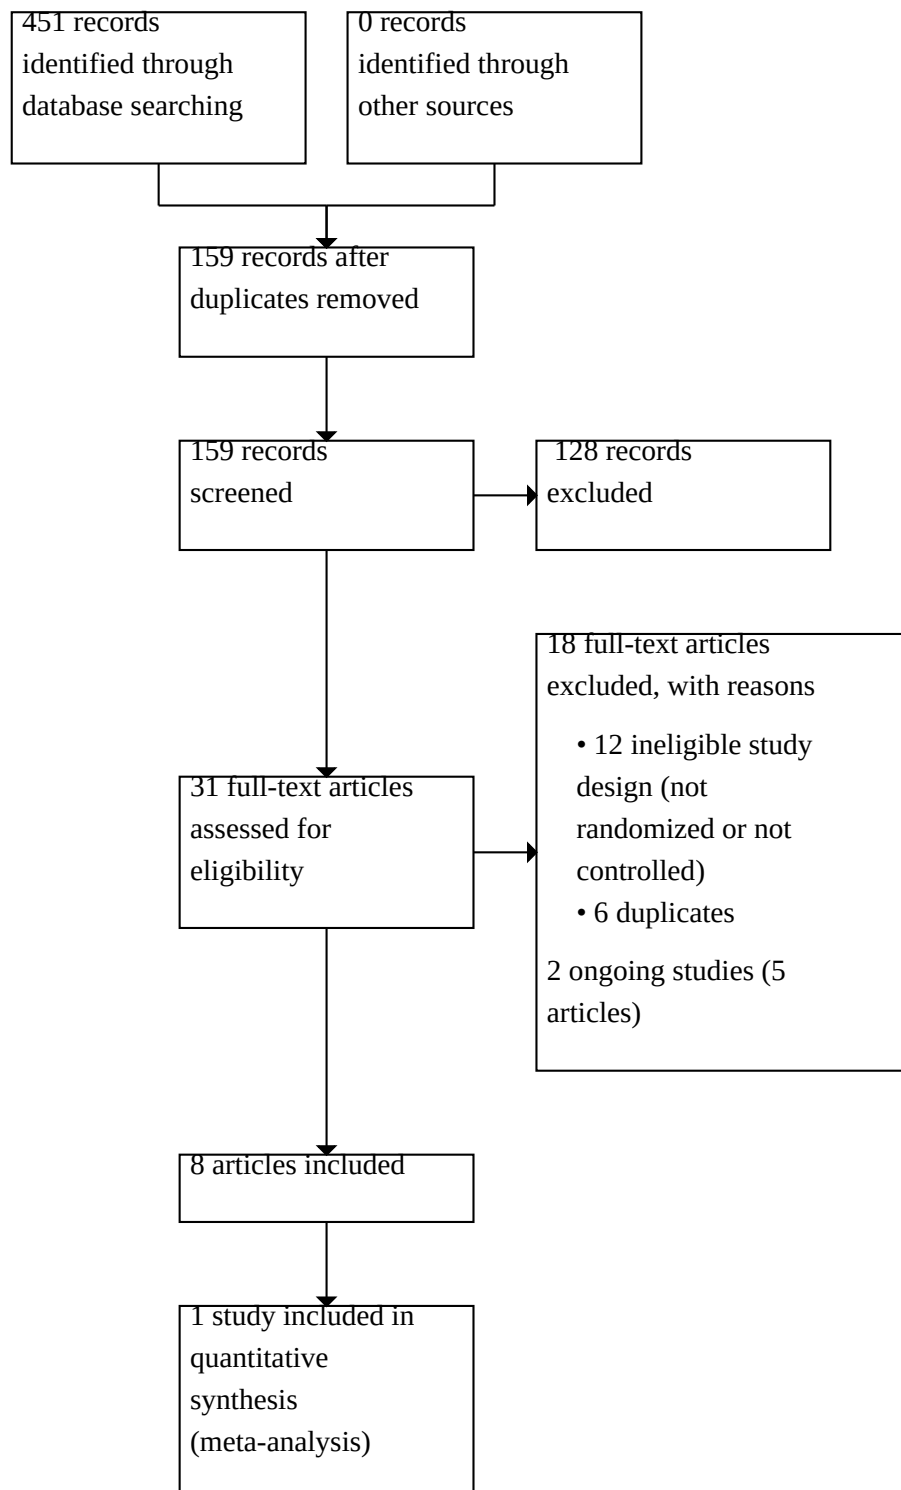 451 records
identified through
database searching
0 records
identified through
other sources
159 records after
duplicates removed
159 records
screened
128 records
excluded
18 full-text articles
excluded, with reasons
• 12 ineligible study
design (not
randomized or not
controlled)
• 6 duplicates
2 ongoing studies (5
articles)
31 full-text articles
assessed for
eligibility
8 articles included
1 study included in
quantitative
synthesis
(meta-analysis)